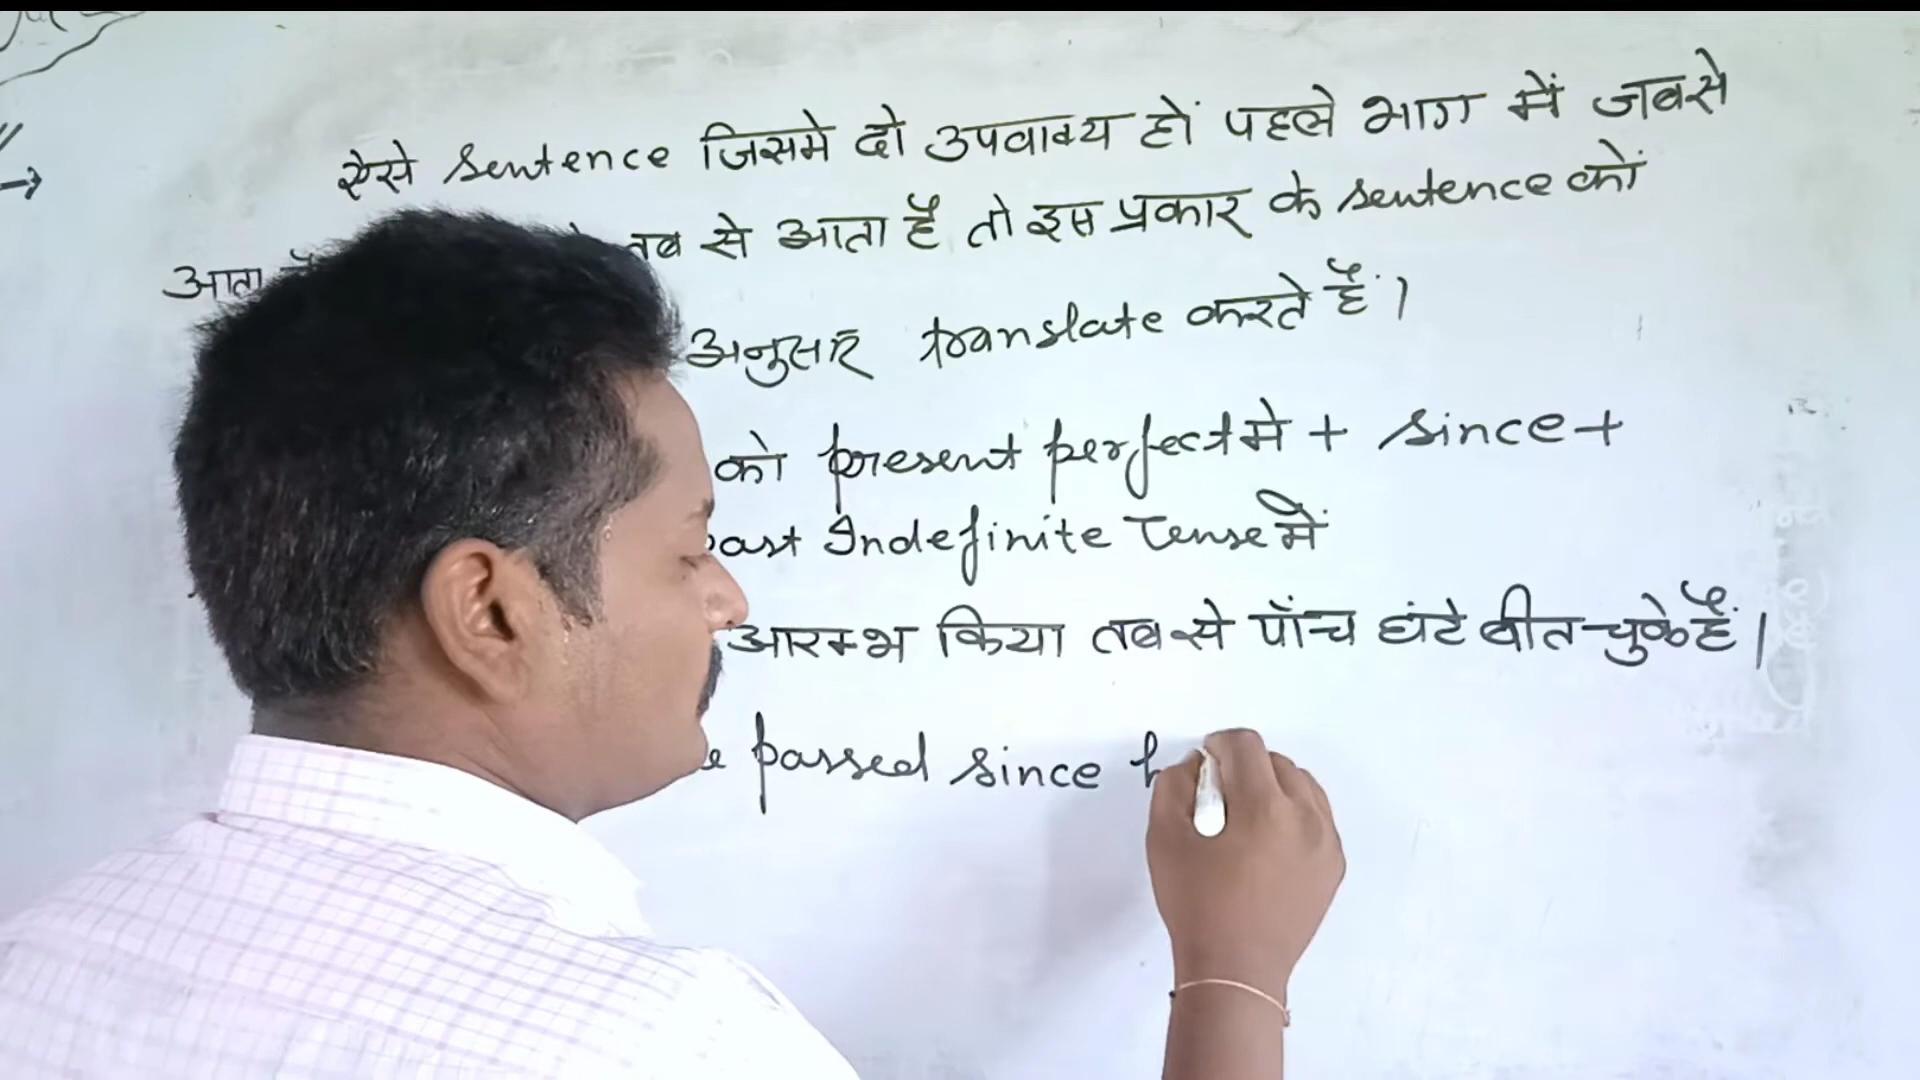 ऐसे sentence जिसमे दो उपवाक्य हों पहले भाग में जबसे
आता तब से आता है तो इस प्रकार के sentence कों
अनुसार translate करते हैं।
को present perfect मे + since +
past Indefinite Tense में
आरम्भ किया तब से पाँच घंटे बीत चुके हैं।
passed since h